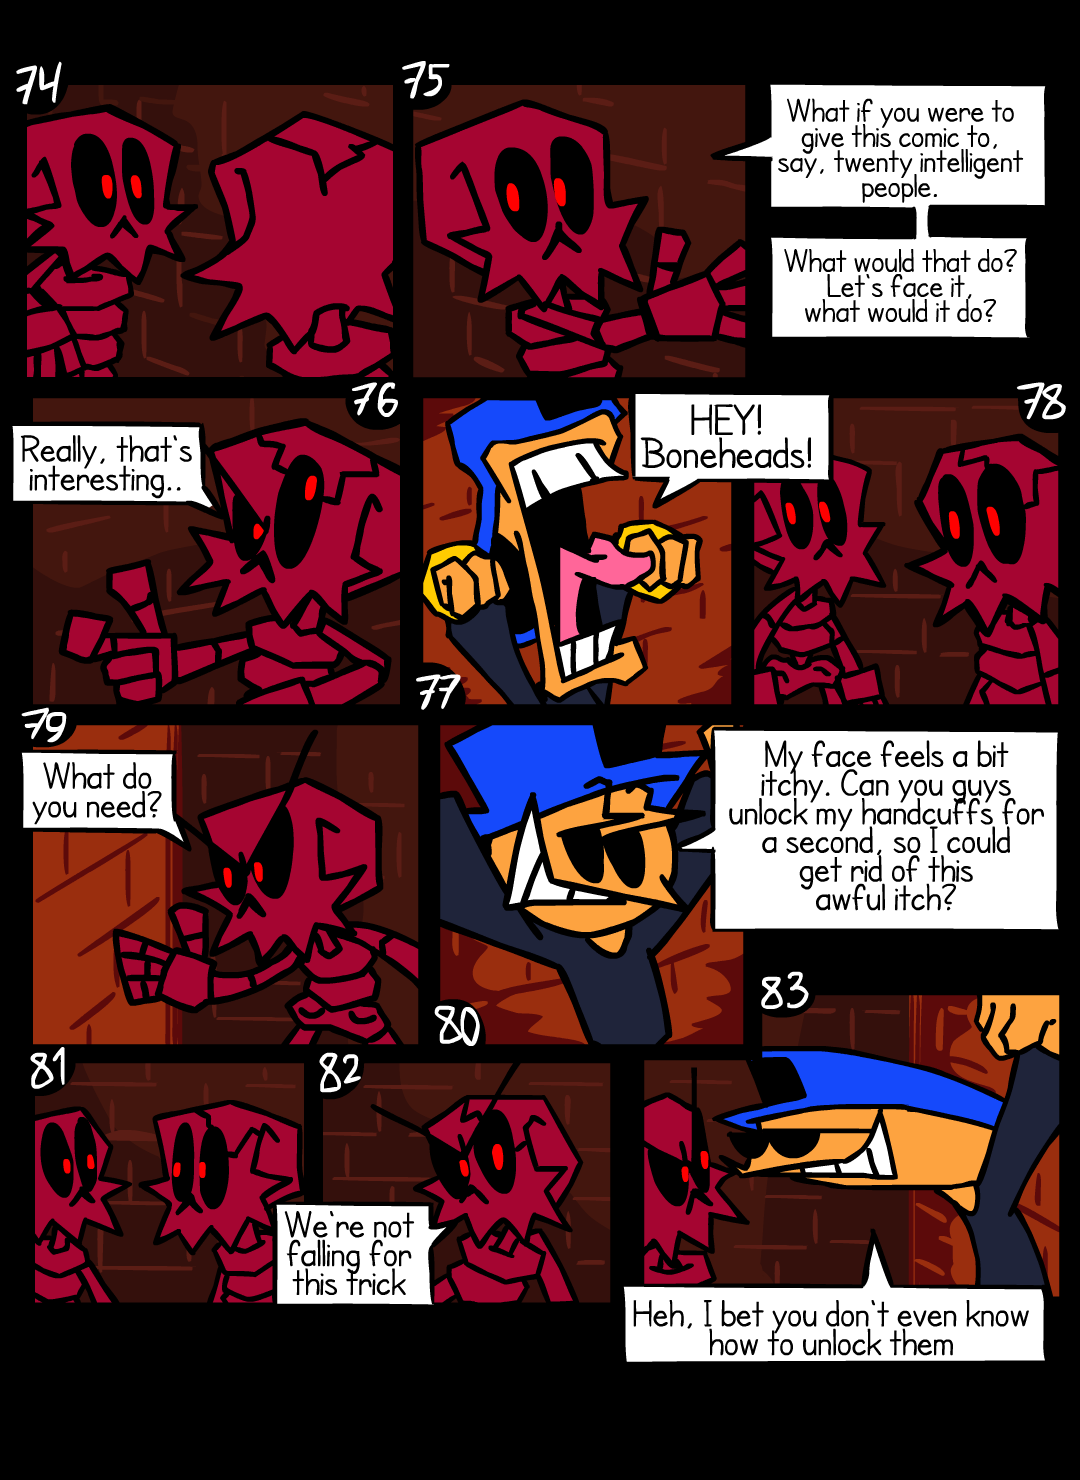 74
75
What if you were to
give this comic to,
say, twenty intelligent
people.
What would that do?
Let's face it,
what would it do?
76
Really, that's
interesting..
77
HEY!
Boneheads!
78
79
What do
you need?
80
My face feels a bit
itchy. Can you guys
unlock my handcuffs for
a second, so I could
get rid of this
awful itch?
81
82
We're not
falling for
this trick
83
Heh, I bet you don't even know
how to unlock them